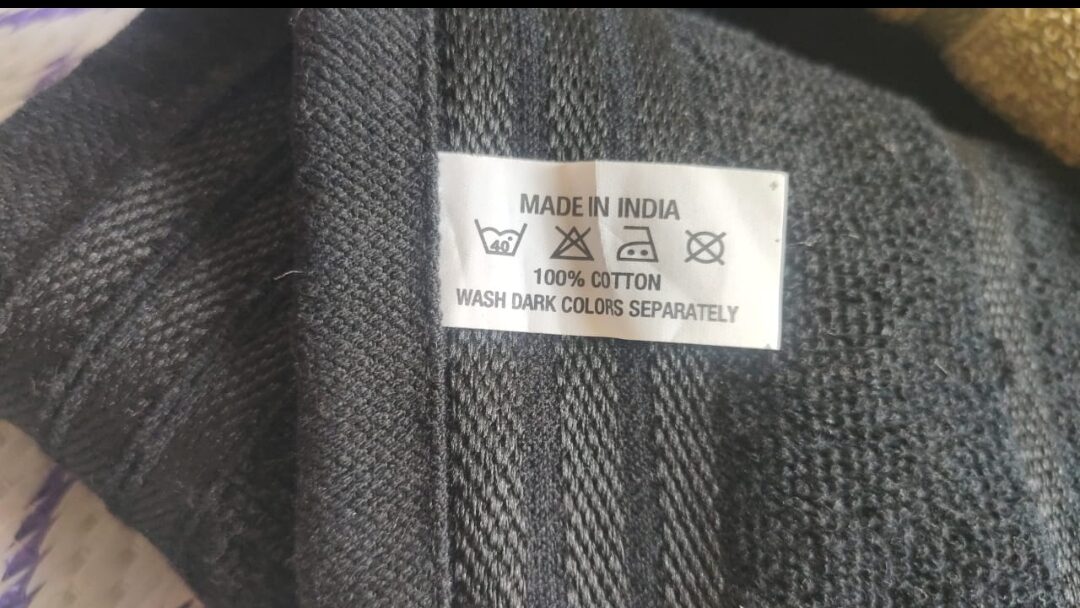 MADE IN INDIA
40
100% COTTON
WASH DARK COLORS SEPARATELY